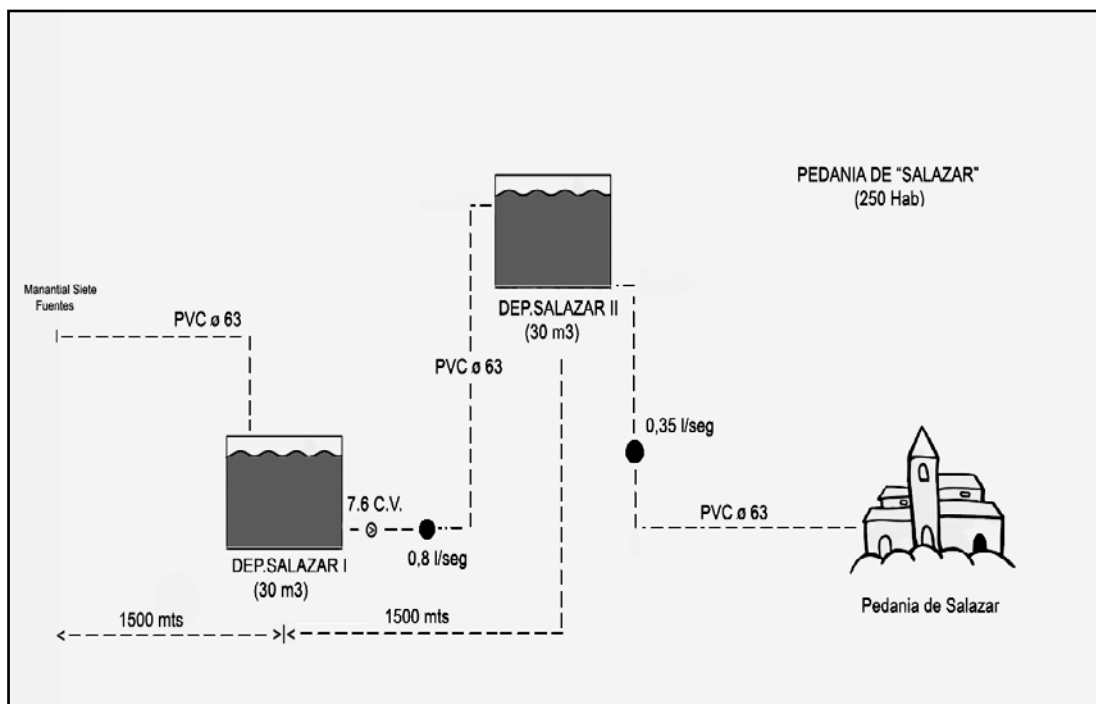 PEDANIA DE "SALAZAR"
(250 Hab)
Manantial Siete
Fuentes
PVC ø 63
DEP.SALAZAR II
(30 m3)
PVC ø 63
0,35 l/seg
7.6 C.V.
0,8 l/seg
PVC ø 63
DEP.SALAZAR I
(30 m3)
Pedania de Salazar
1500 mts
1500 mts